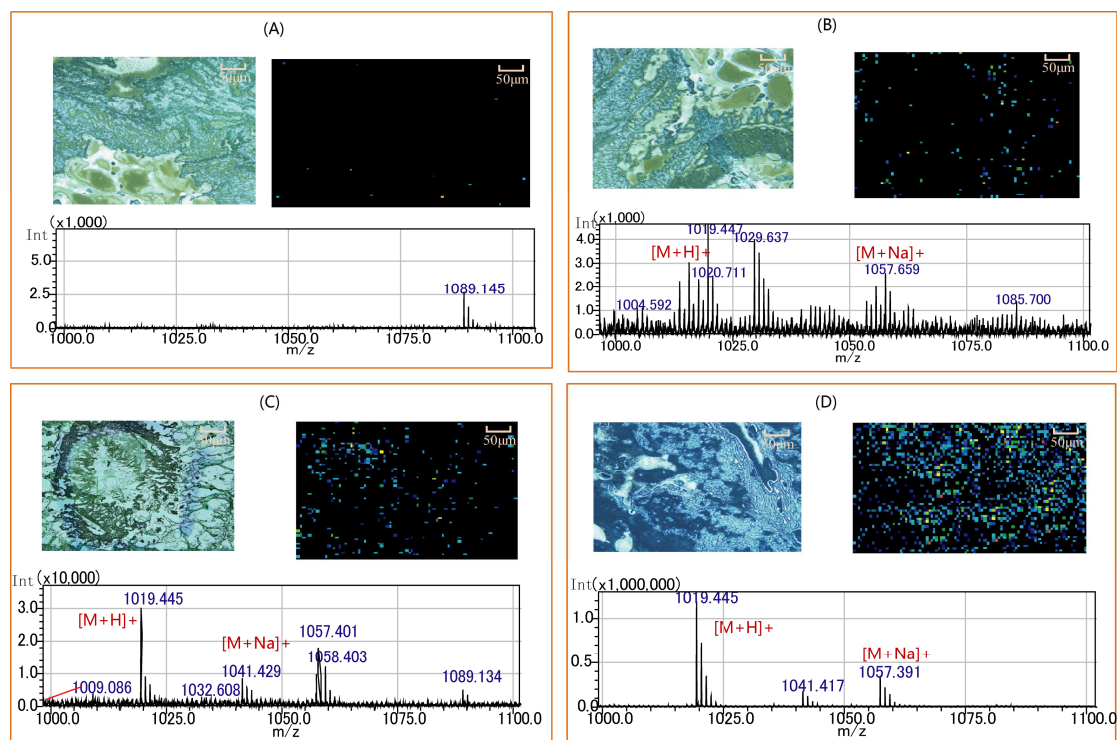 (A)
50μm
50μm
Int (x1,000)
5.0
2.5
0.0
1089.145
1000.0 1025.0 1050.0 1075.0 1100.0
m/z
(B)
50μm
50μm
Int (x1,000)
4.0
3.0
2.0
1.0
0.0
1019.447
1029.637
[M+H]+
[M+Na]+
1020.711
1057.659
1004.592
1085.700
1000.0 1025.0 1050.0 1075.0 1100.0
m/z
(C)
50μm
50μm
Int (x10,000)
3.0
2.0
1.0
0.0
1019.445
[M+H]+
1057.401
[M+Na]+
1058.403
1041.429
1009.086
1032.608
1089.134
1000.0 1025.0 1050.0 1075.0 1100.0
m/z
(D)
50μm
50μm
Int (x1,000,000)
1.0
0.5
0.0
1019.445
[M+H]+
[M+Na]+
1057.391
1041.417
1000.0 1025.0 1050.0 1075.0 1100.0
m/z